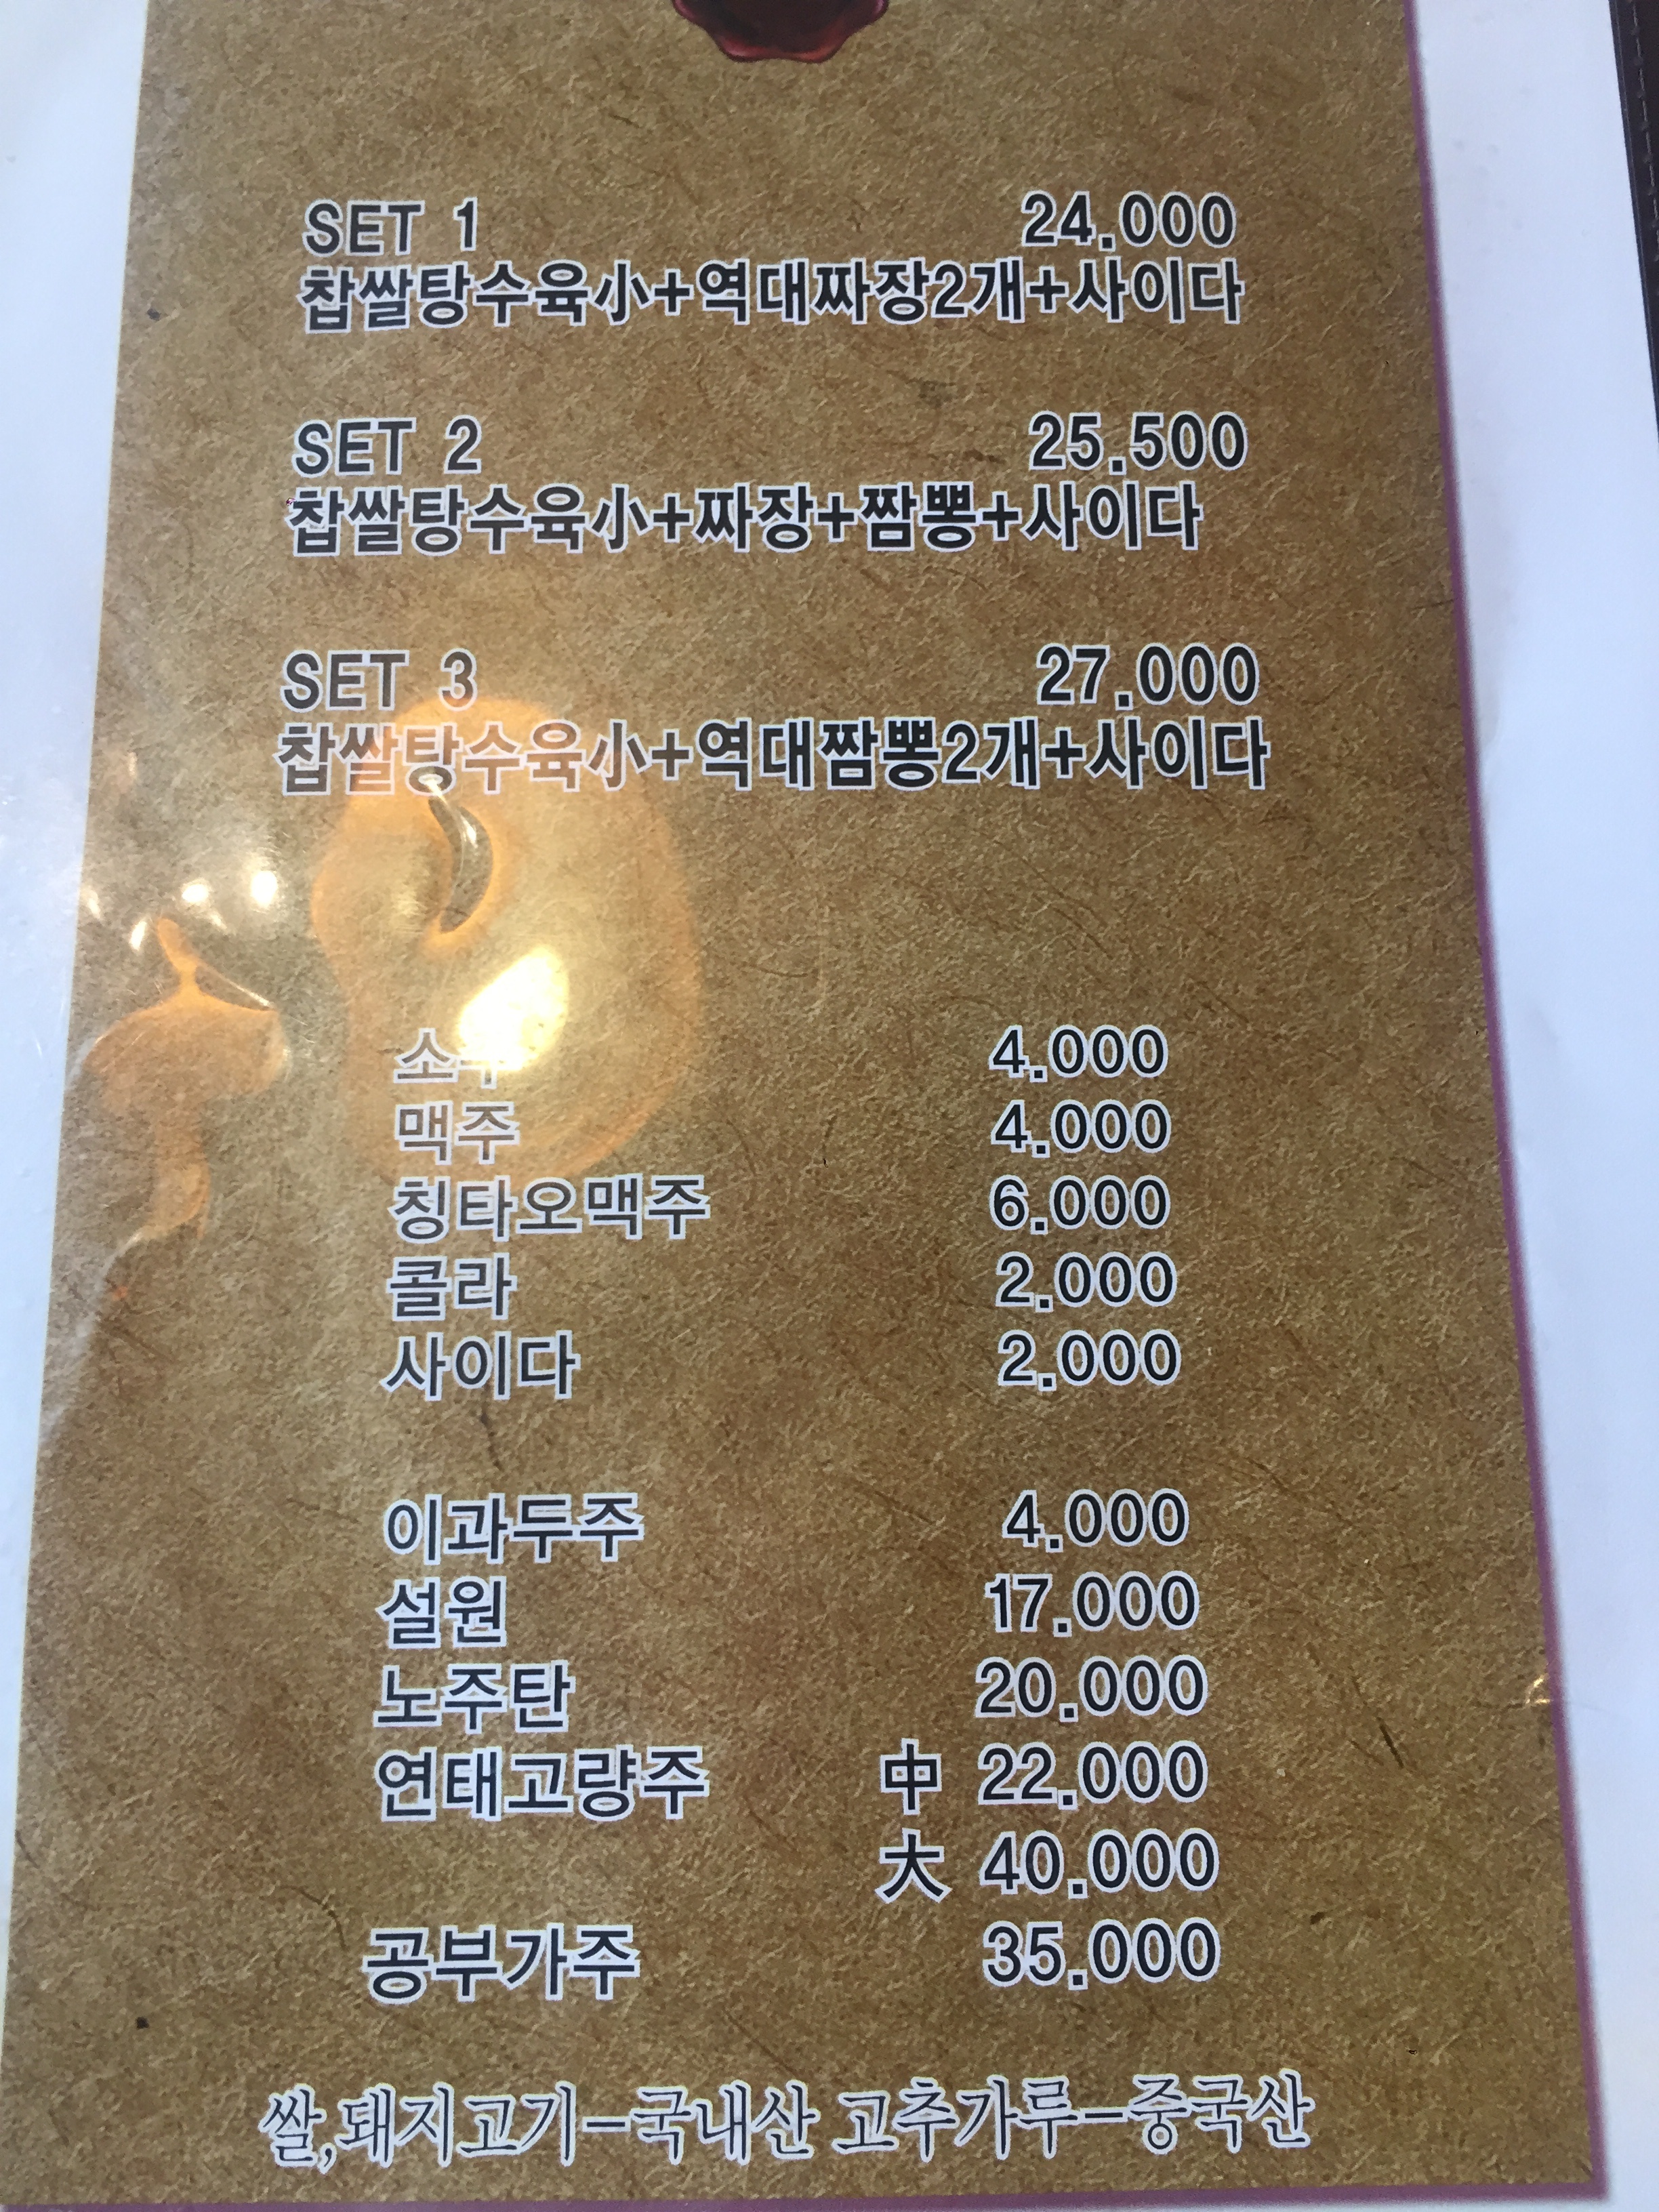 SET 1 24.000
찹쌀탕수육小+역대짜장2개+사이다
SET 2 25.500
찹쌀탕수육小+짜장+짬뽕+사이다
SET 3 27.000
찹쌀탕수육小+역대짬뽕2개+사이다
소주 4.000
맥주 4.000
칭타오맥주 6.000
콜라 2.000
사이다 2.000
이과두주 4.000
설원 17.000
노주탄 20.000
연태고량주 中 22.000
大 40.000
공부가주 35.000
쌀,돼지고기-국내산 고추가루-중국산